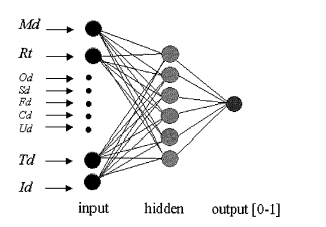 Md
Rt
Od
Sd
Fd
Cd
Ud
Td
Id
input hidden output [0-1]